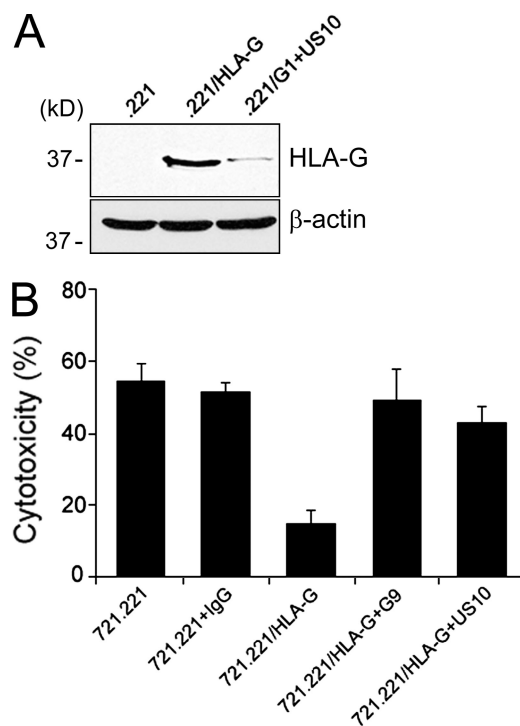 A
.221
.221/HLA-G
.221/G1+US10
(kD)
37-
HLA-G
β-actin
37-
B
80
60
40
20
0
Cytotoxicity (%)
721.221
721.221+IgG
721.221/HLA-G
721.221/HLA-G+G9
721.221/HLA-G+US10